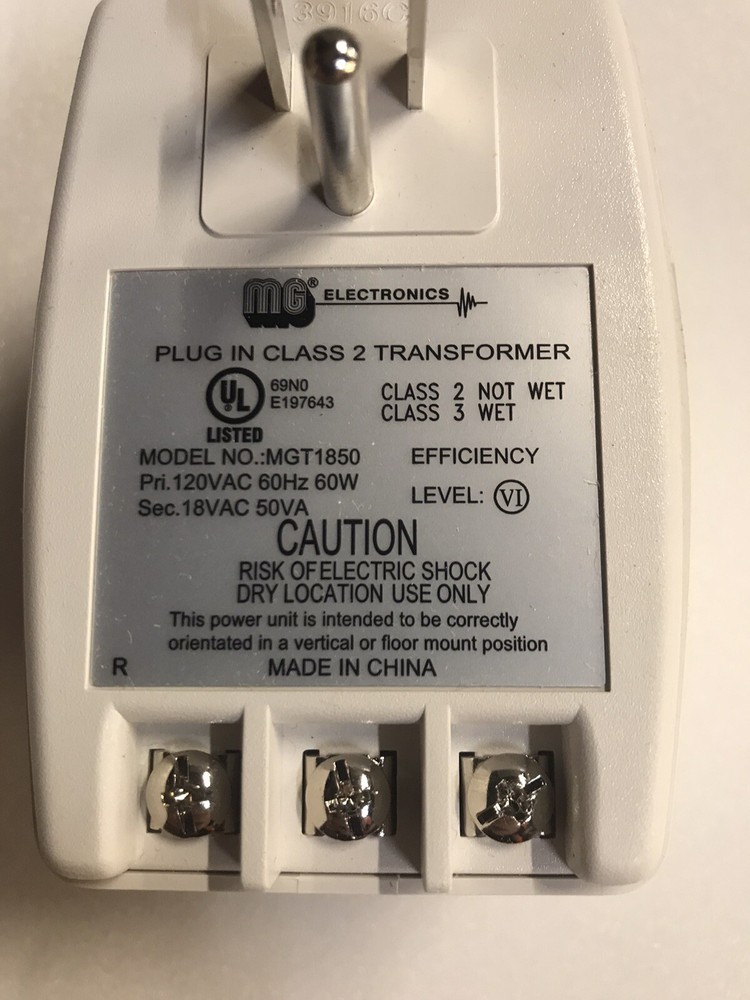 3916C
MG® ELECTRONICS
PLUG IN CLASS 2 TRANSFORMER
UL 69N0 E197643
LISTED
CLASS 2 NOT WET
CLASS 3 WET
MODEL NO.:MGT1850
Pri.120VAC 60Hz 60W
Sec.18VAC 50VA
EFFICIENCY
LEVEL: VI
CAUTION
RISK OF ELECTRIC SHOCK
DRY LOCATION USE ONLY
This power unit is intended to be correctly
orientated in a vertical or floor mount position
R MADE IN CHINA